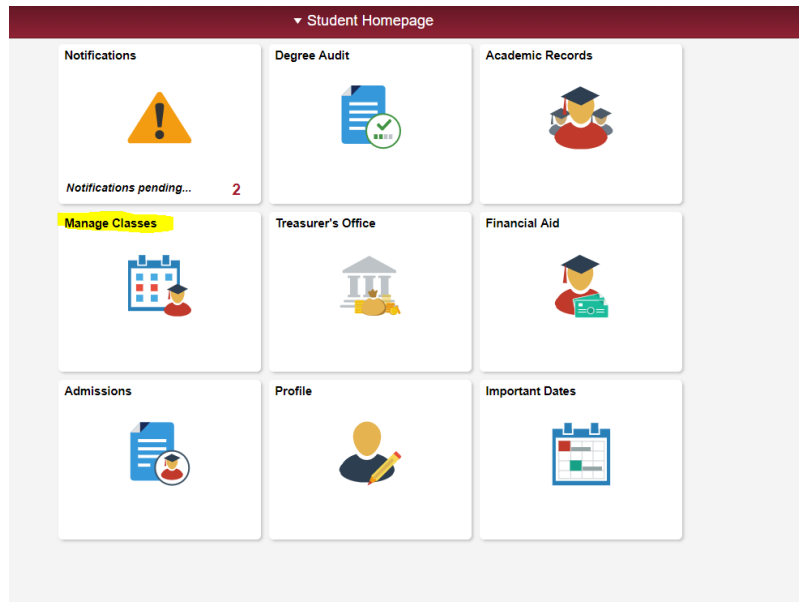 Student Homepage
Notifications
Degree Audit
Academic Records
Notifications pending... 2
Manage Classes
Treasurer's Office
Financial Aid
Admissions
Profile
Important Dates